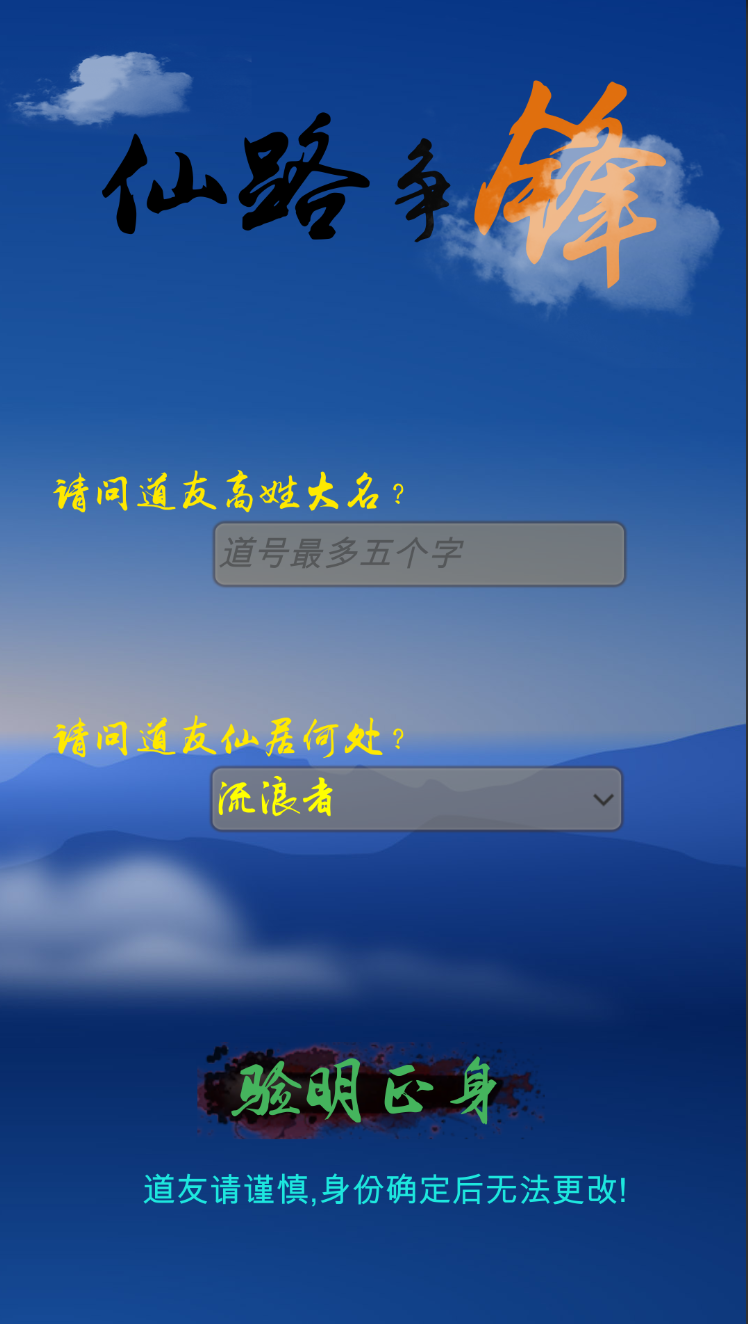 仙路争锋
请问道友高姓大名？
道号最多五个字
请问道友仙居何处？
流浪者
验明正身
道友请谨慎,身份确定后无法更改!